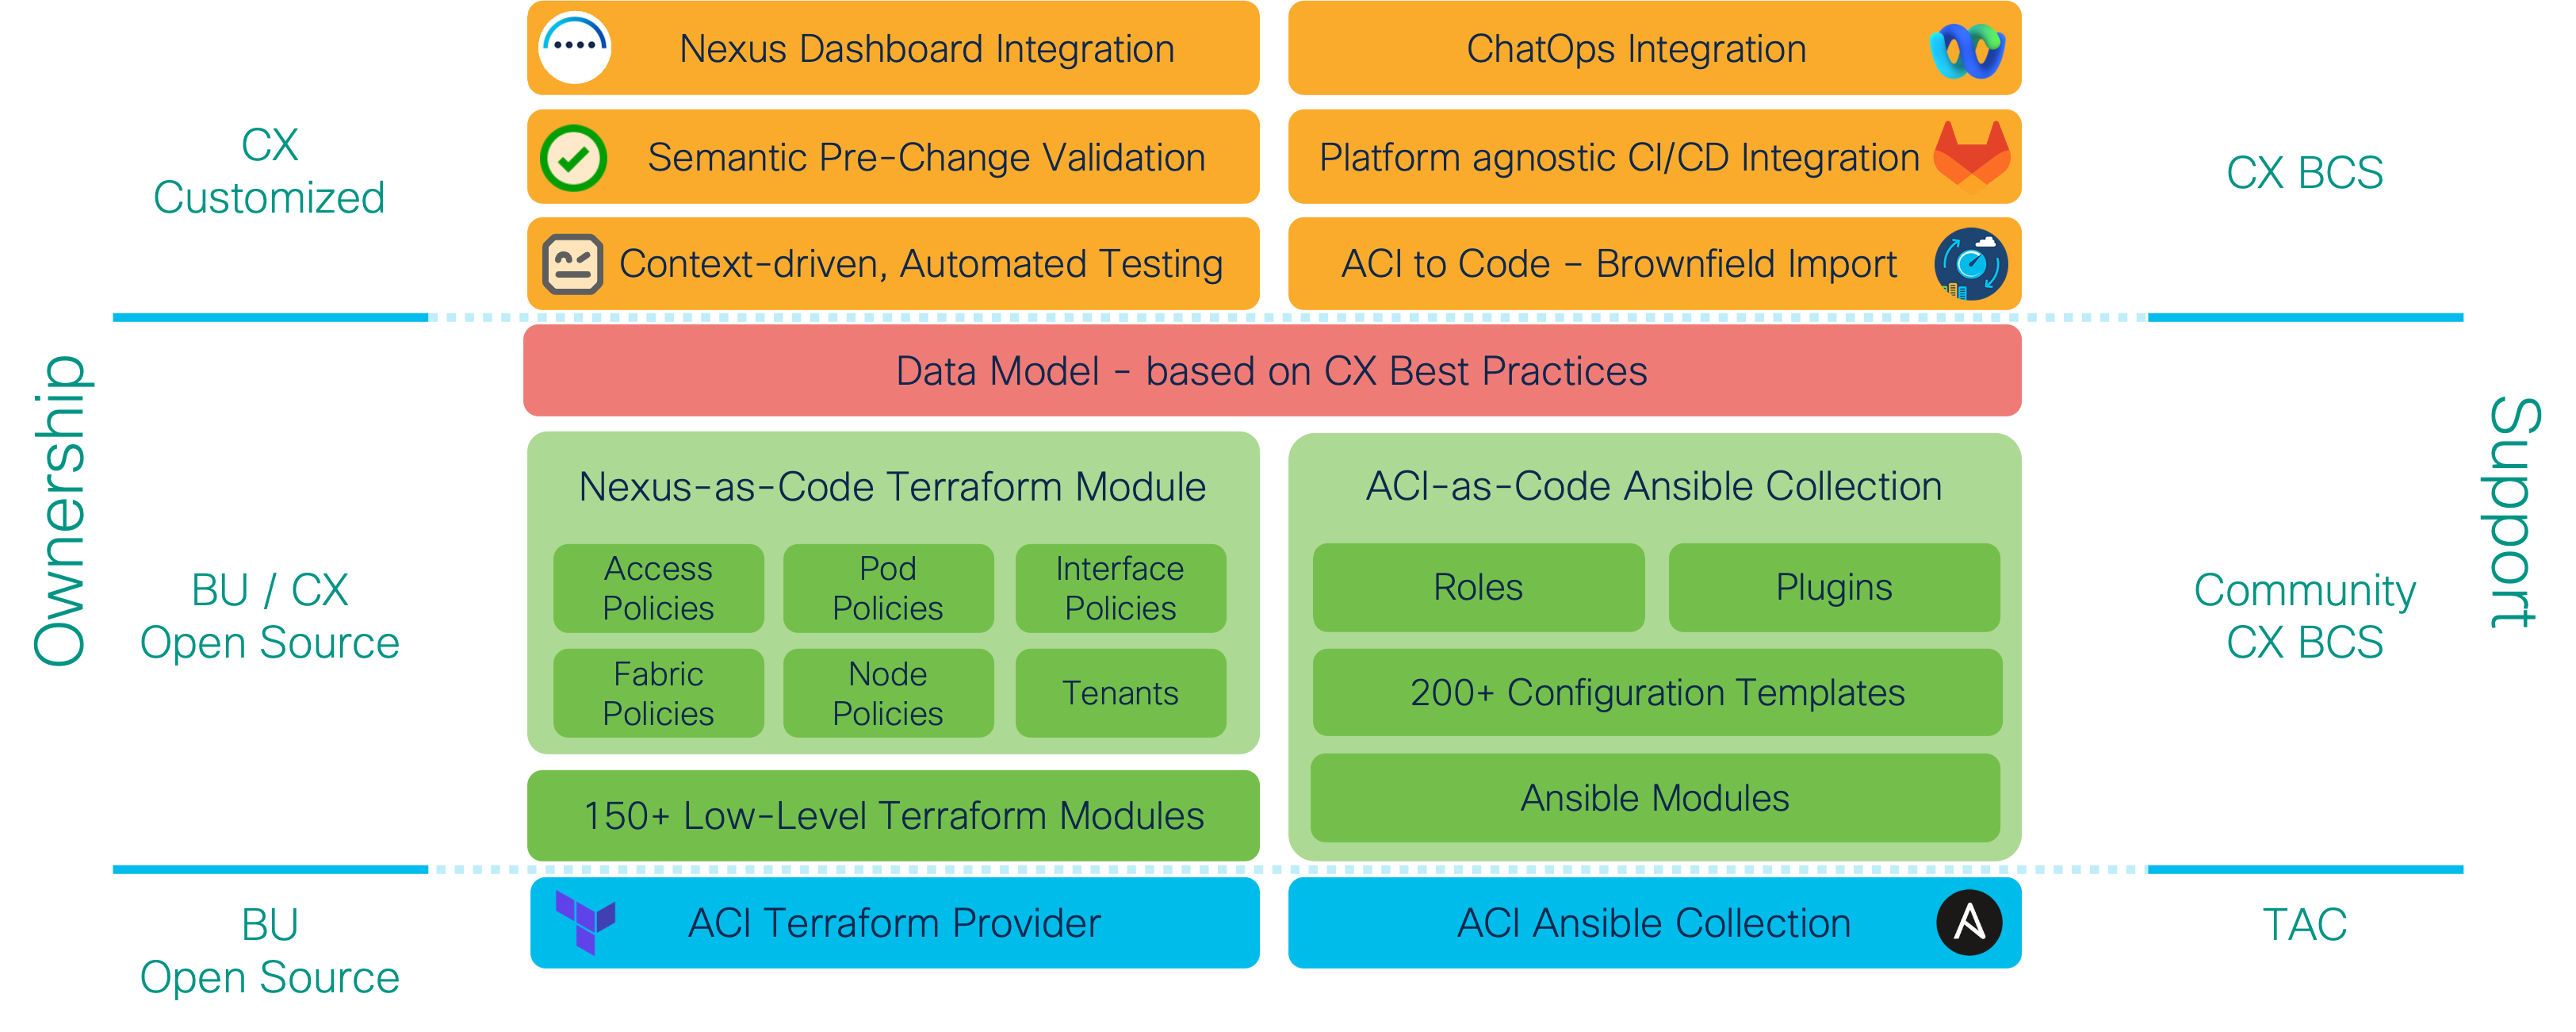 Nexus Dashboard Integration
ChatOps Integration
CX
Customized
Semantic Pre-Change Validation
Platform agnostic CI/CD Integration
CX BCS
Context-driven, Automated Testing
ACI to Code - Brownfield Import
Ownership
Data Model - based on CX Best Practices
Support
BU / CX
Open Source
Nexus-as-Code Terraform Module
Access
Policies
Pod
Policies
Interface
Policies
Fabric
Policies
Node
Policies
Tenants
150+ Low-Level Terraform Modules
ACI-as-Code Ansible Collection
Roles
Plugins
200+ Configuration Templates
Ansible Modules
Community
CX BCS
BU
Open Source
ACI Terraform Provider
ACI Ansible Collection
TAC